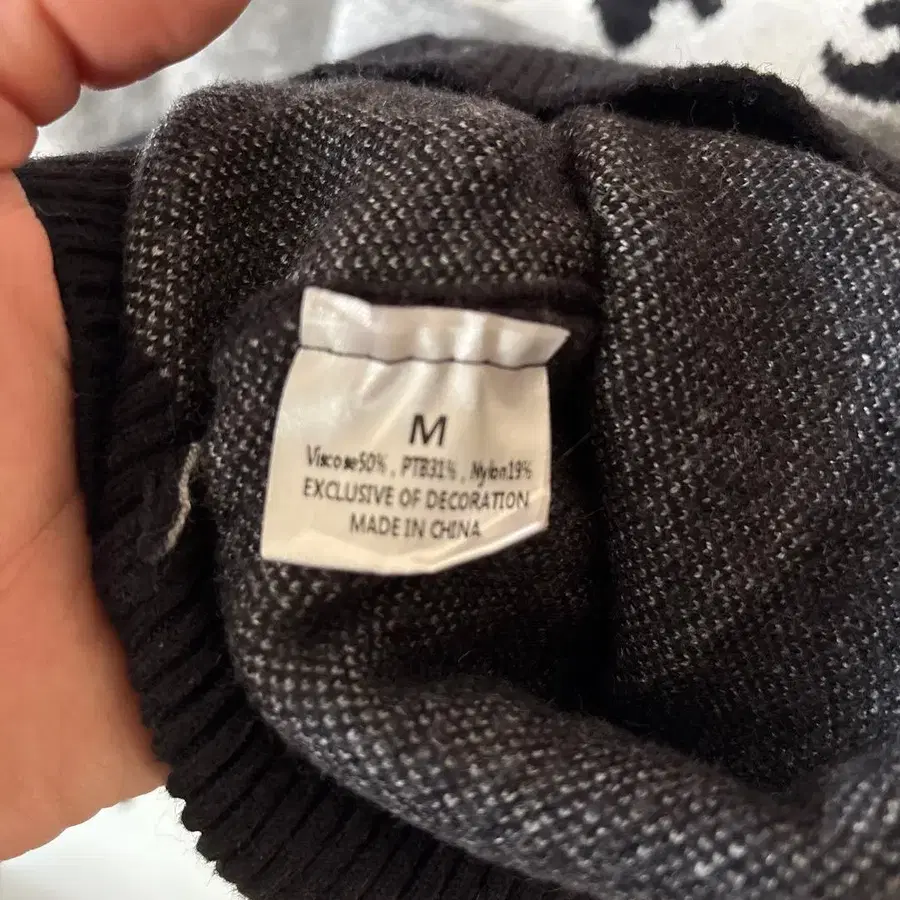 M
Viscose50% , PTB31% , Nylon19%
EXCLUSIVE OF DECORATION
MADE IN CHINA